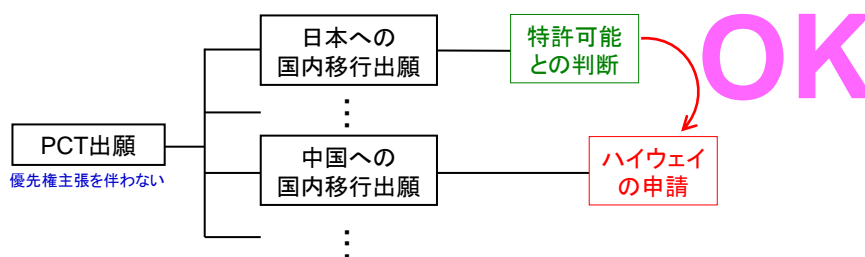 日本への
国内移行出願
特許可能
との判断
OK
⋮
PCT出願
優先権主張を伴わない
中国への
国内移行出願
ハイウェイ
の申請
⋮